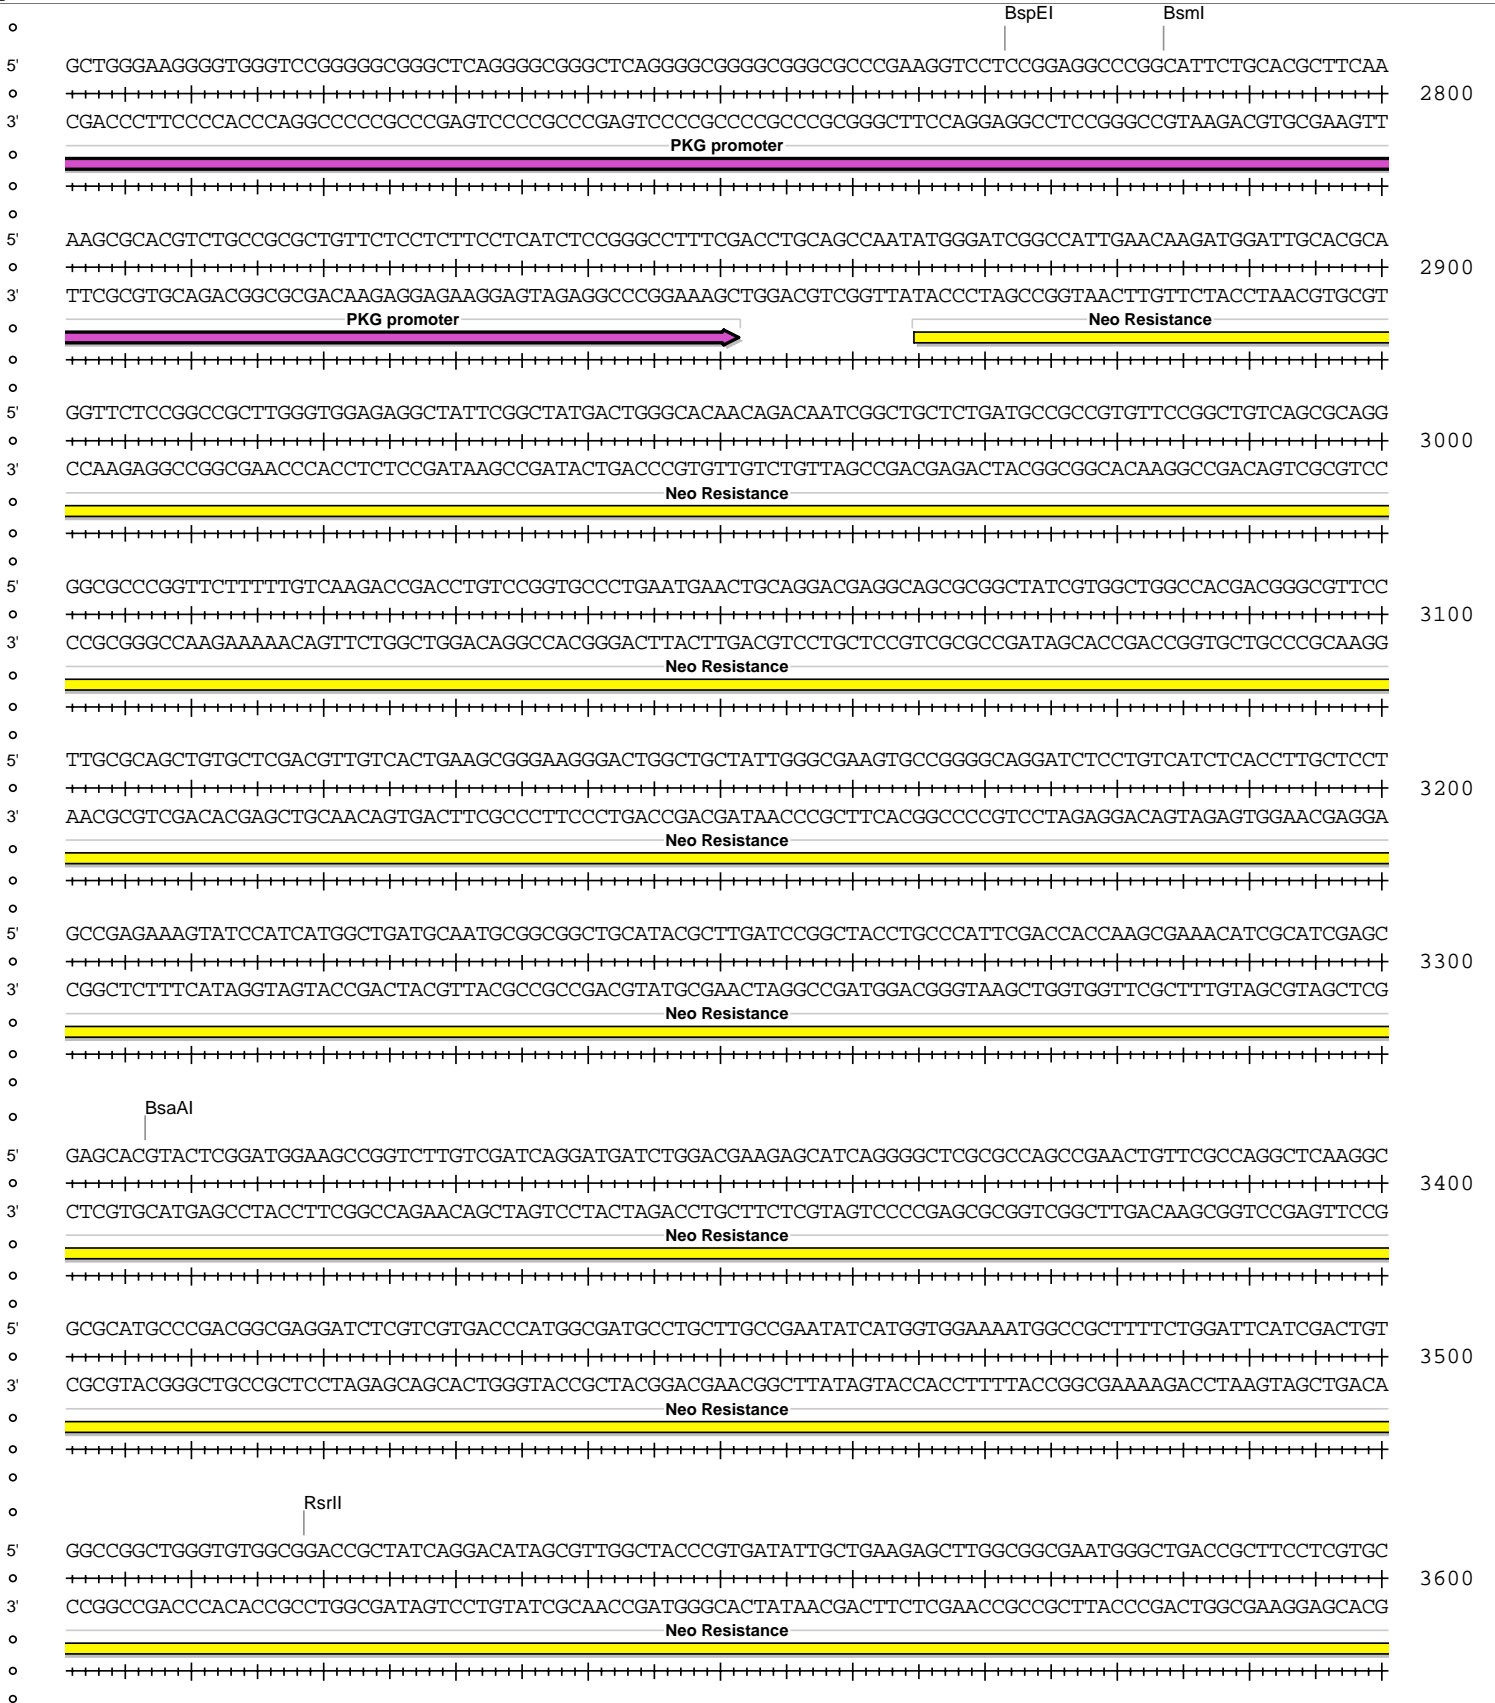 BspEI BsmI
5' GCTGGGAAGGGGTGGGTCCGGGGGCGGGCTCAGGGGCGGGCTCAGGGGCGGGGCGGGCGCCCGAAGGTCCTCCGGAGGCCCGGCATTCTGCACGCTTCAA
2800
3' CGACCCTTCCCCACCCAGGCCCCCGCCCGAGTCCCCGCCCGAGTCCCCGCCCCGCCCGCGGGCTTCCAGGAGGCCTCCGGGCCGTAAGACGTGCGAAGTT
PKG promoter
5' AAGCGCACGTCTGCCGCGCTGTTCTCCTCTTCCTCATCTCCGGGCCTTTCGACCTGCAGCCAATATGGGATCGGCCATTGAACAAGATGGATTGCACGCA
2900
3' TTCGCGTGCAGACGGCGCGACAAGAGGAGAAGGAGTAGAGGCCCGGAAAGCTGGACGTCGGTTATACCCTAGCCGGTAACTTGTTCTACCTAACGTGCGT
PKG promoter Neo Resistance
5' GGTTCTCCGGCCGCTTGGGTGGAGAGGCTATTCGGCTATGACTGGGCACAACAGACAATCGGCTGCTCTGATGCCGCCGTGTTCCGGCTGTCAGCGCAGG
3000
3' CCAAGAGGCCGGCGAACCCACCTCTCCGATAAGCCGATACTGACCCGTGTTGTCTGTTAGCCGACGAGACTACGGCGGCACAAGGCCGACAGTCGCGTCC
Neo Resistance
5' GGCGCCCGGTTCTTTTTGTCAAGACCGACCTGTCCGGTGCCCTGAATGAACTGCAGGACGAGGCAGCGCGGCTATCGTGGCTGGCCACGACGGGCGTTCC
3100
3' CCGCGGGCCAAGAAAAACAGTTCTGGCTGGACAGGCCACGGGACTTACTTGACGTCCTGCTCCGTCGCGCCGATAGCACCGACCGGTGCTGCCCGCAAGG
Neo Resistance
5' TTGCGCAGCTGTGCTCGACGTTGTCACTGAAGCGGGAAGGGACTGGCTGCTATTGGGCGAAGTGCCGGGGCAGGATCTCCTGTCATCTCACCTTGCTCCT
3200
3' AACGCGTCGACACGAGCTGCAACAGTGACTTCGCCCTTCCCTGACCGACGATAACCCGCTTCACGGCCCCGTCCTAGAGGACAGTAGAGTGGAACGAGGA
Neo Resistance
5' GCCGAGAAAGTATCCATCATGGCTGATGCAATGCGGCGGCTGCATACGCTTGATCCGGCTACCTGCCCATTCGACCACCAAGCGAAACATCGCATCGAGC
3300
3' CGGCTCTTTCATAGGTAGTACCGACTACGTTACGCCGCCGACGTATGCGAACTAGGCCGATGGACGGGTAAGCTGGTGGTTCGCTTTGTAGCGTAGCTCG
Neo Resistance
BsaAI
5' GAGCACGTACTCGGATGGAAGCCGGTCTTGTCGATCAGGATGATCTGGACGAAGAGCATCAGGGGCTCGCGCCAGCCGAACTGTTCGCCAGGCTCAAGGC
3400
3' CTCGTGCATGAGCCTACCTTCGGCCAGAACAGCTAGTCCTACTAGACCTGCTTCTCGTAGTCCCCGAGCGCGGTCGGCTTGACAAGCGGTCCGAGTTCCG
Neo Resistance
5' GCGCATGCCCGACGGCGAGGATCTCGTCGTGACCCATGGCGATGCCTGCTTGCCGAATATCATGGTGGAAAATGGCCGCTTTTCTGGATTCATCGACTGT
3500
3' CGCGTACGGGCTGCCGCTCCTAGAGCAGCACTGGGTACCGCTACGGACGAACGGCTTATAGTACCACCTTTTACCGGCGAAAAGACCTAAGTAGCTGACA
Neo Resistance
RsrII
5' GGCCGGCTGGGTGTGGCGGACCGCTATCAGGACATAGCGTTGGCTACCCGTGATATTGCTGAAGAGCTTGGCGGCGAATGGGCTGACCGCTTCCTCGTGC
3600
3' CCGGCCGACCCACACCGCCTGGCGATAGTCCTGTATCGCAACCGATGGGCACTATAACGACTTCTCGAACCGCCGCTTACCCGACTGGCGAAGGAGCACG
Neo Resistance